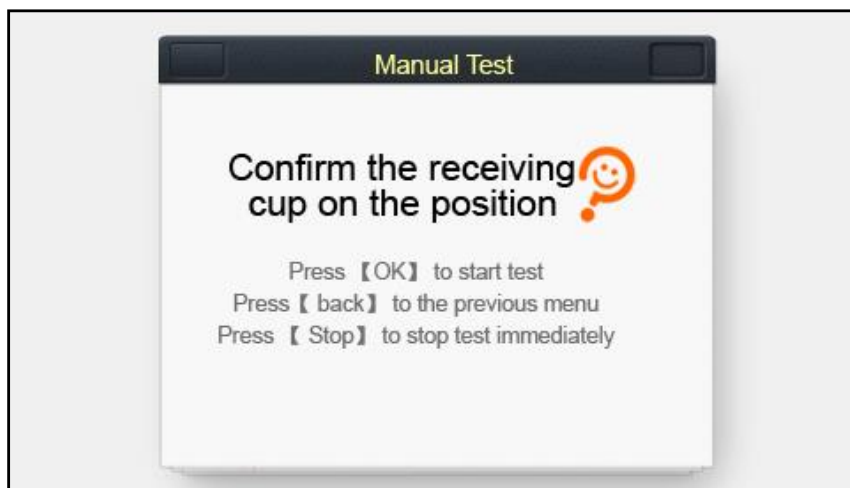 Manual Test
Confirm the receiving
cup on the position
Press 【OK】 to start test
Press【 back】 to the previous menu
Press 【 Stop】 to stop test immediately